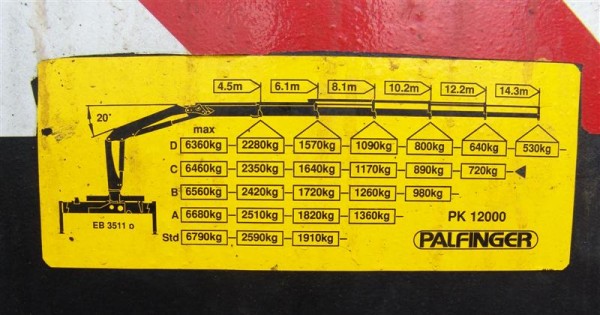 4.5m 6.1m 8.1m 10.2m 12.2m 14.3m
20°
max
D 6360kg 2280kg 1570kg 1090kg 800kg 640kg 530kg
C 6460kg 2350kg 1640kg 1170kg 890kg 720kg
B 6560kg 2420kg 1720kg 1260kg 980kg
A 6680kg 2510kg 1820kg 1360kg PK 12000
EB 3511 D
Std 6790kg 2590kg 1910kg PALFINGER